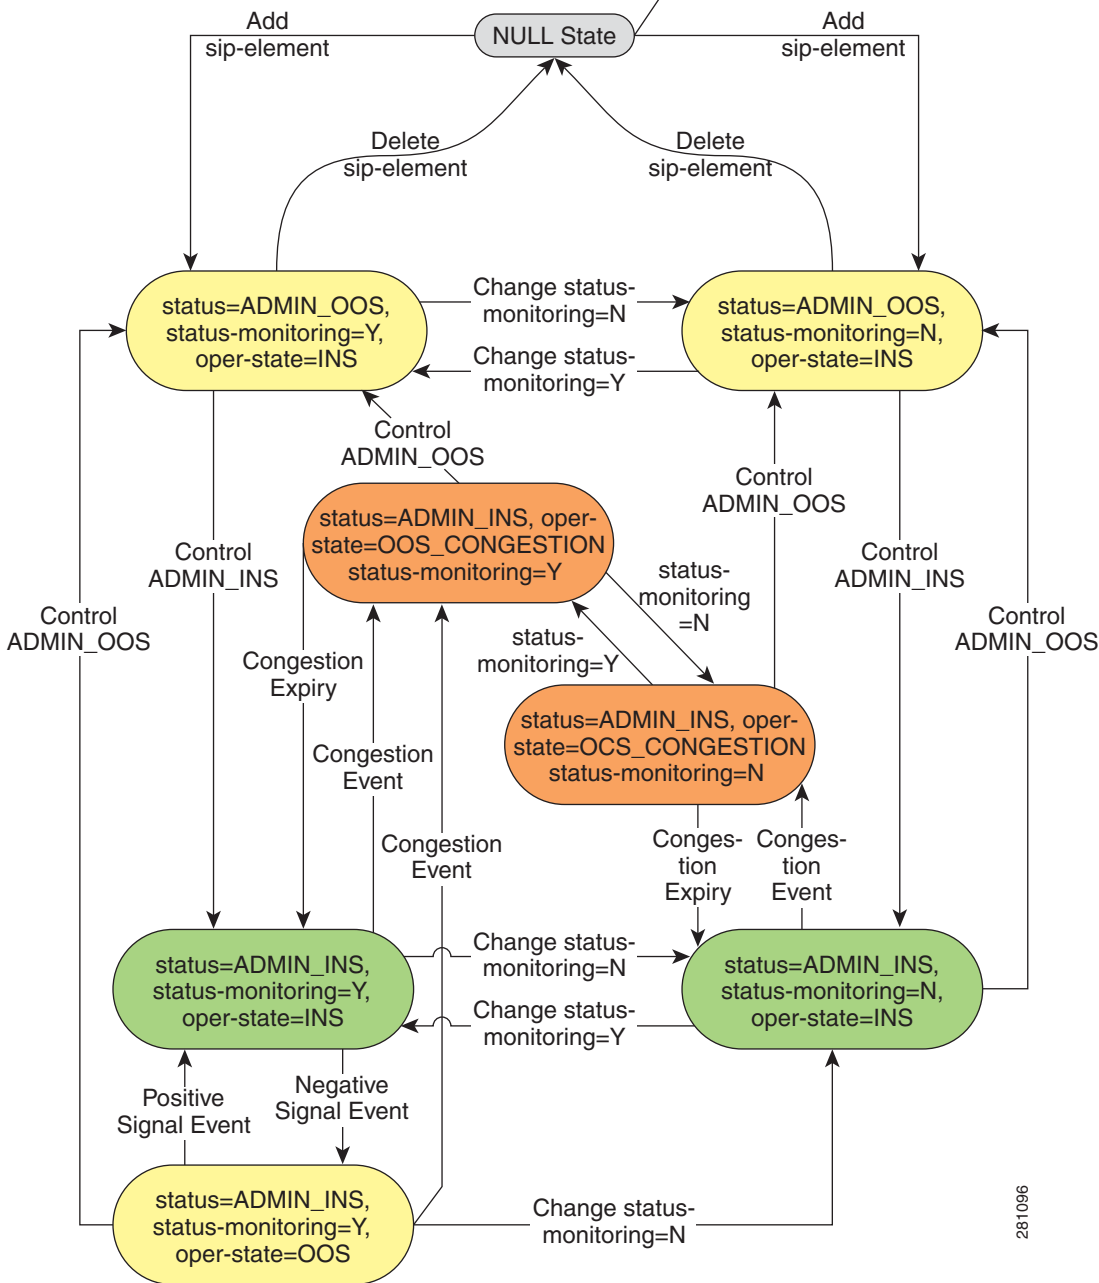 Add
sip-element
NULL State
Add
sip-element
Delete
sip-element
Delete
sip-element
status=ADMIN_OOS,
status-monitoring=Y,
oper-state=INS
Change status-
monitoring=N
Change status-
monitoring=Y
status=ADMIN_OOS,
status-monitoring=N,
oper-state=INS
Control
ADMIN_OOS
Control
ADMIN_OOS
status=ADMIN_INS, oper-
state=OOS_CONGESTION
status-monitoring=Y
Control
ADMIN_INS
Control
ADMIN_INS
status-
monitoring
=N
Control
ADMIN_OOS
Control
ADMIN_OOS
status-
monitoring=Y
Congestion
Expiry
status=ADMIN_INS, oper-
state=OCS_CONGESTION
status-monitoring=N
Congestion
Event
Congestion
Event
Conges-
tion
Expiry
Conges-
tion
Event
status=ADMIN_INS,
status-monitoring=Y,
oper-state=INS
Change status-
monitoring=N
Change status-
monitoring=Y
status=ADMIN_INS,
status-monitoring=N,
oper-state=INS
Positive
Signal Event
Negative
Signal Event
status=ADMIN_INS,
status-monitoring=Y,
oper-state=OOS
Change status-
monitoring=N
281096